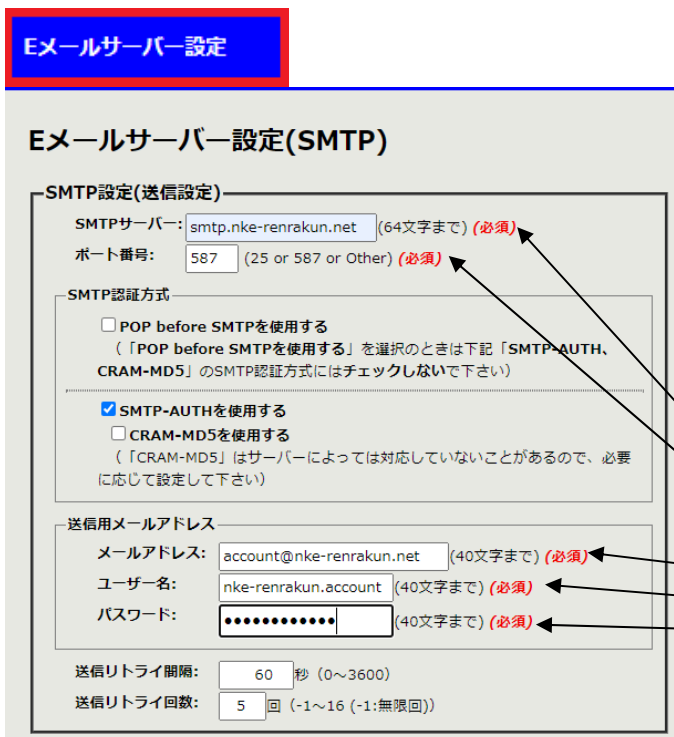 Eメールサーバー設定
Eメールサーバー設定(SMTP)
SMTP設定(送信設定)
SMTPサーバー: smtp.nke-renrakun.net (64文字まで) (必須)
ポート番号: 587 (25 or 587 or Other) (必須)
SMTP認証方式
POP before SMTPを使用する
(「POP before SMTPを使用する」を選択のときは下記「SMTP-AUTH、
CRAM-MD5」のSMTP認証方式にはチェックしないで下さい)
SMTP-AUTHを使用する
CRAM-MD5を使用する
(「CRAM-MD5」はサーバーによっては対応していないことがあるので、必要
に応じて設定して下さい)
送信用メールアドレス
メールアドレス: account@nke-renrakun.net (40文字まで) (必須)
ユーザー名: nke-renrakun.account (40文字まで) (必須)
パスワード: ●●●●●●●●●●●● (40文字まで) (必須)
送信リトライ間隔: 60 秒 (0～3600)
送信リトライ回数: 5 回 (-1～16 (-1:無限回))